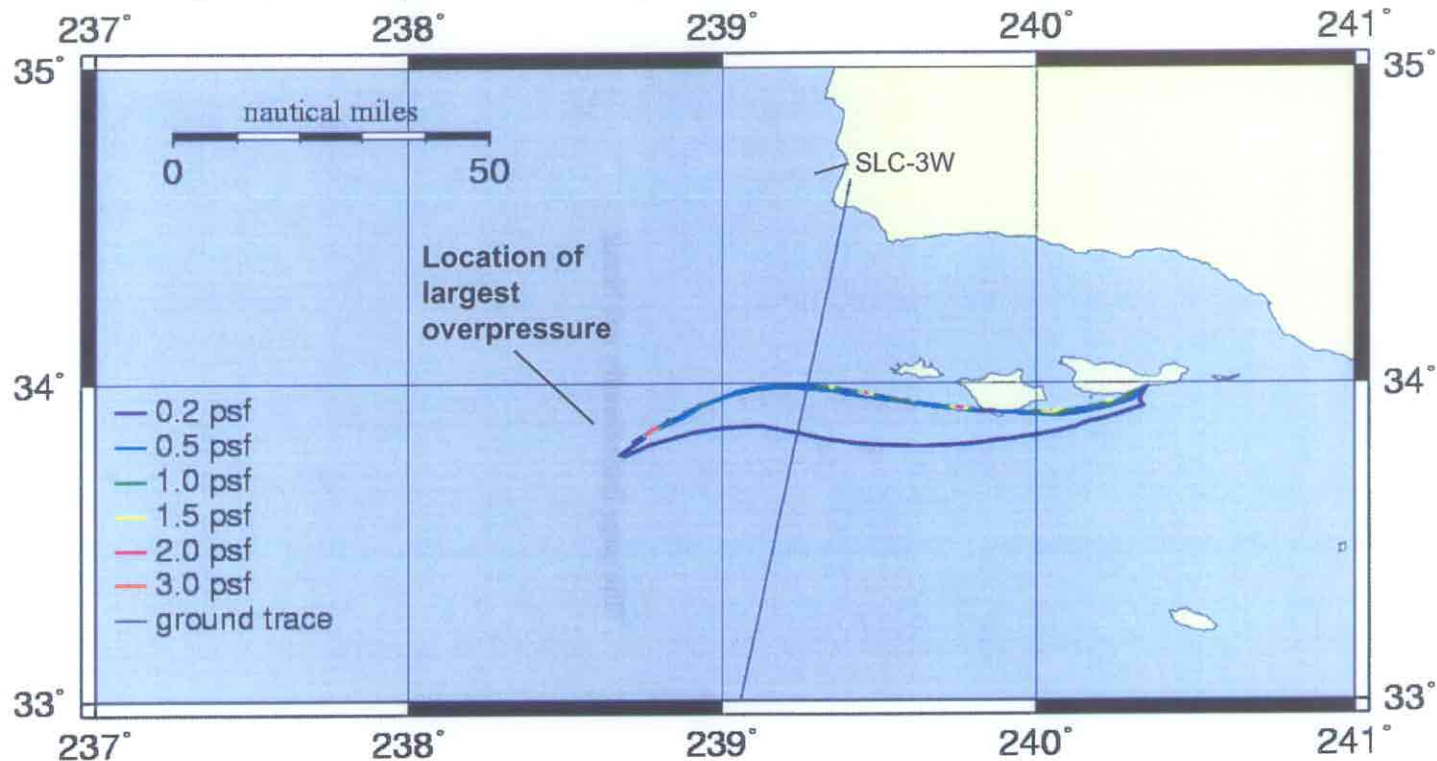 237° 238° 239° 240° 241°
35° 35°
nautical miles
0 50
SLC-3W
Location of
largest
overpressure
34° 34°
0.2 psf
0.5 psf
1.0 psf
1.5 psf
2.0 psf
3.0 psf
ground trace
33° 33°
237° 238° 239° 240° 241°